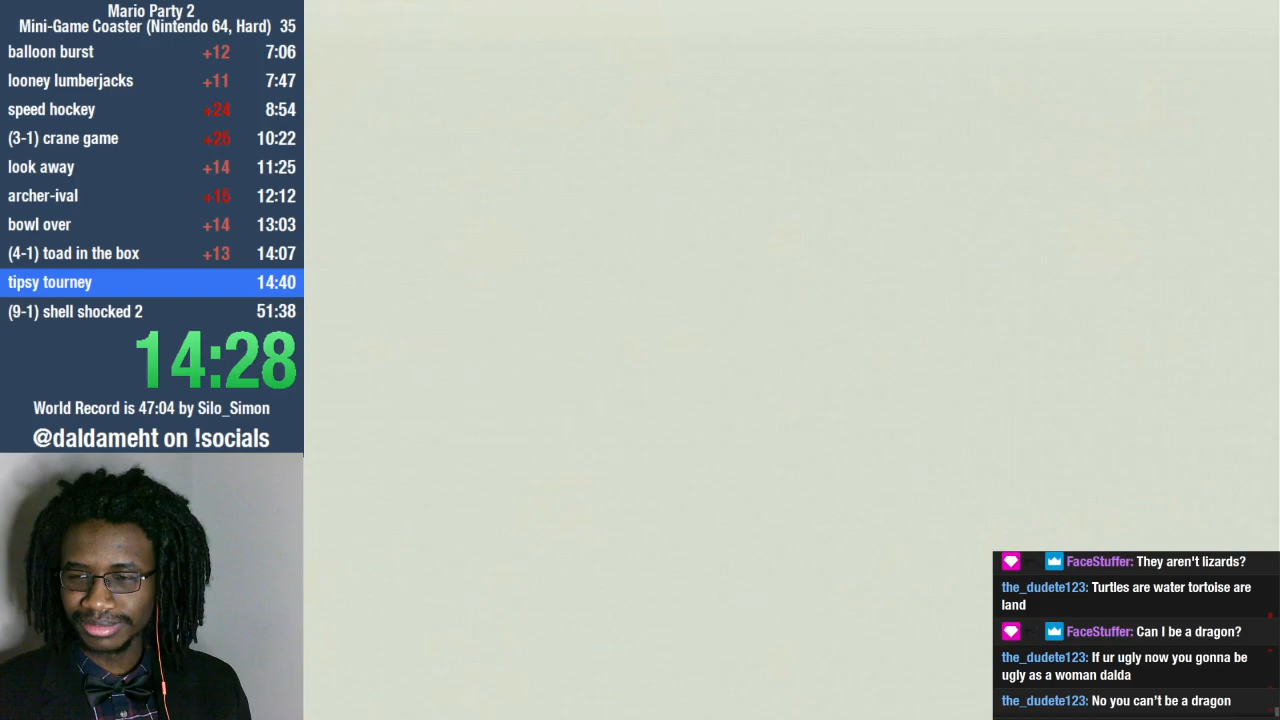 Mario Party 2
Mini-Game Coaster (Nintendo 64, Hard) 35
balloon burst +12 7:06
looney lumberjacks +11 7:47
speed hockey +24 8:54
(3-1) crane game +25 10:22
look away +14 11:25
archer-ival +15 12:12
bowl over +14 13:03
(4-1) toad in the box +13 14:07
tipsy tourney 14:40
(9-1) shell shocked 2 51:38
14:28
World Record is 47:04 by Silo_Simon
@daldameht on !socials
FaceStuffer: They aren't lizards?
the_dudete123: Turtles are water tortoise are
land
FaceStuffer: Can I be a dragon?
the_dudete123: If ur ugly now you gonna be
ugly as a woman dalda
the_dudete123: No you can't be a dragon